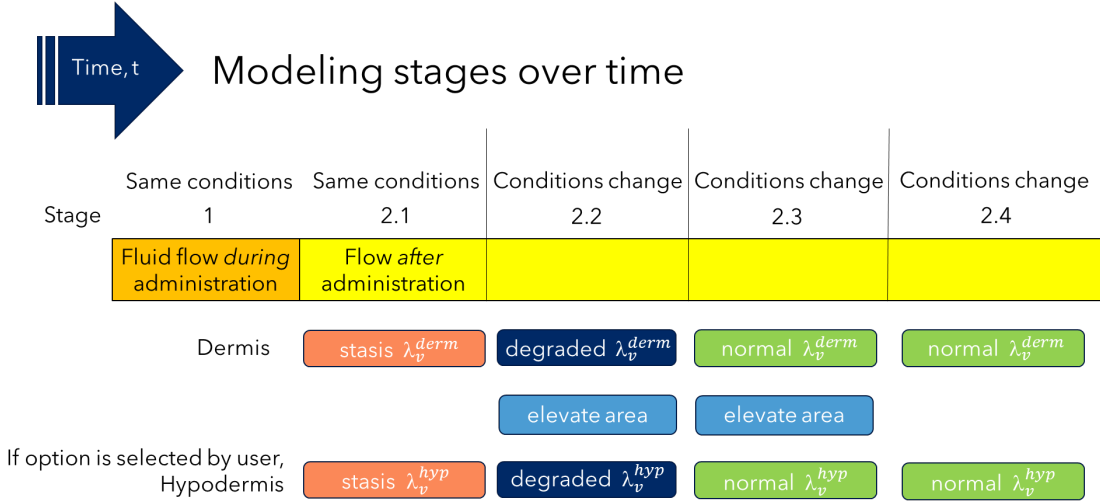 Time, t
Modeling stages over time
Same conditions Same conditions Conditions change Conditions change Conditions change
Stage 1 2.1 2.2 2.3 2.4
Fluid flow during Flow after
administration administration
Dermis stasis λ_v^derm degraded λ_v^derm normal λ_v^derm normal λ_v^derm
elevate area elevate area
If option is selected by user,
Hypodermis stasis λ_v^hyp degraded λ_v^hyp normal λ_v^hyp normal λ_v^hyp